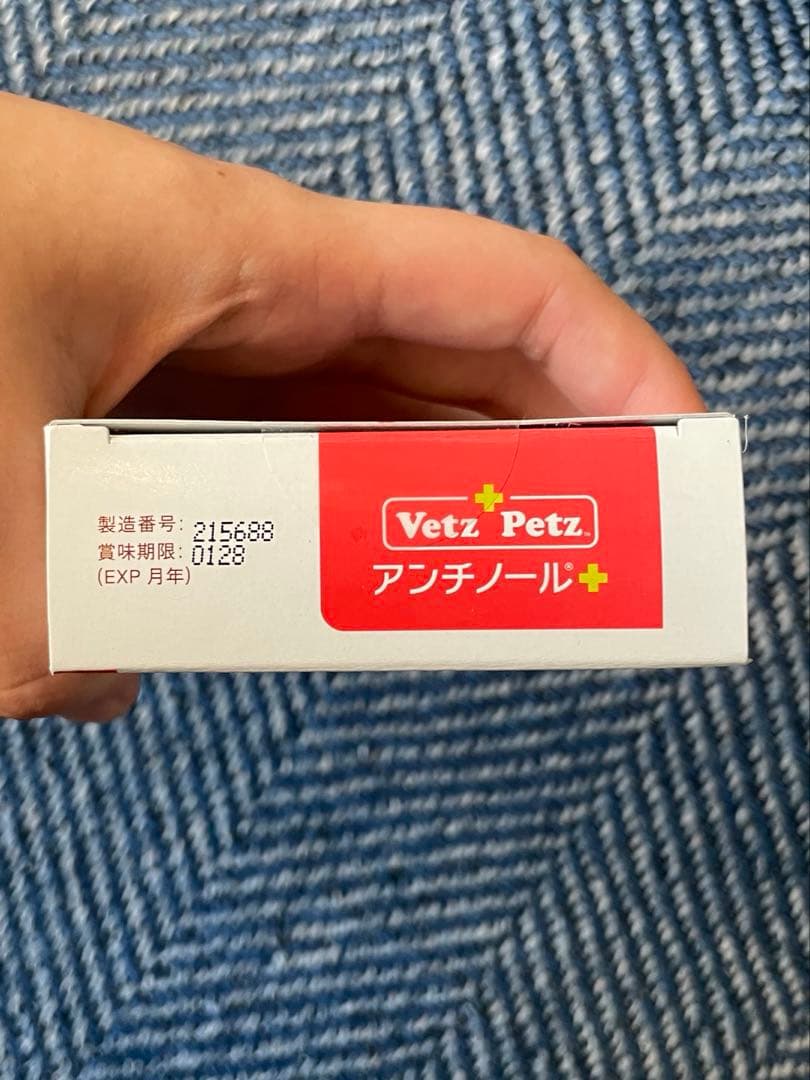 製造番号: 215688
賞味期限: 0128
(EXP 月年)
Vetz Petz™
アンチノール®+